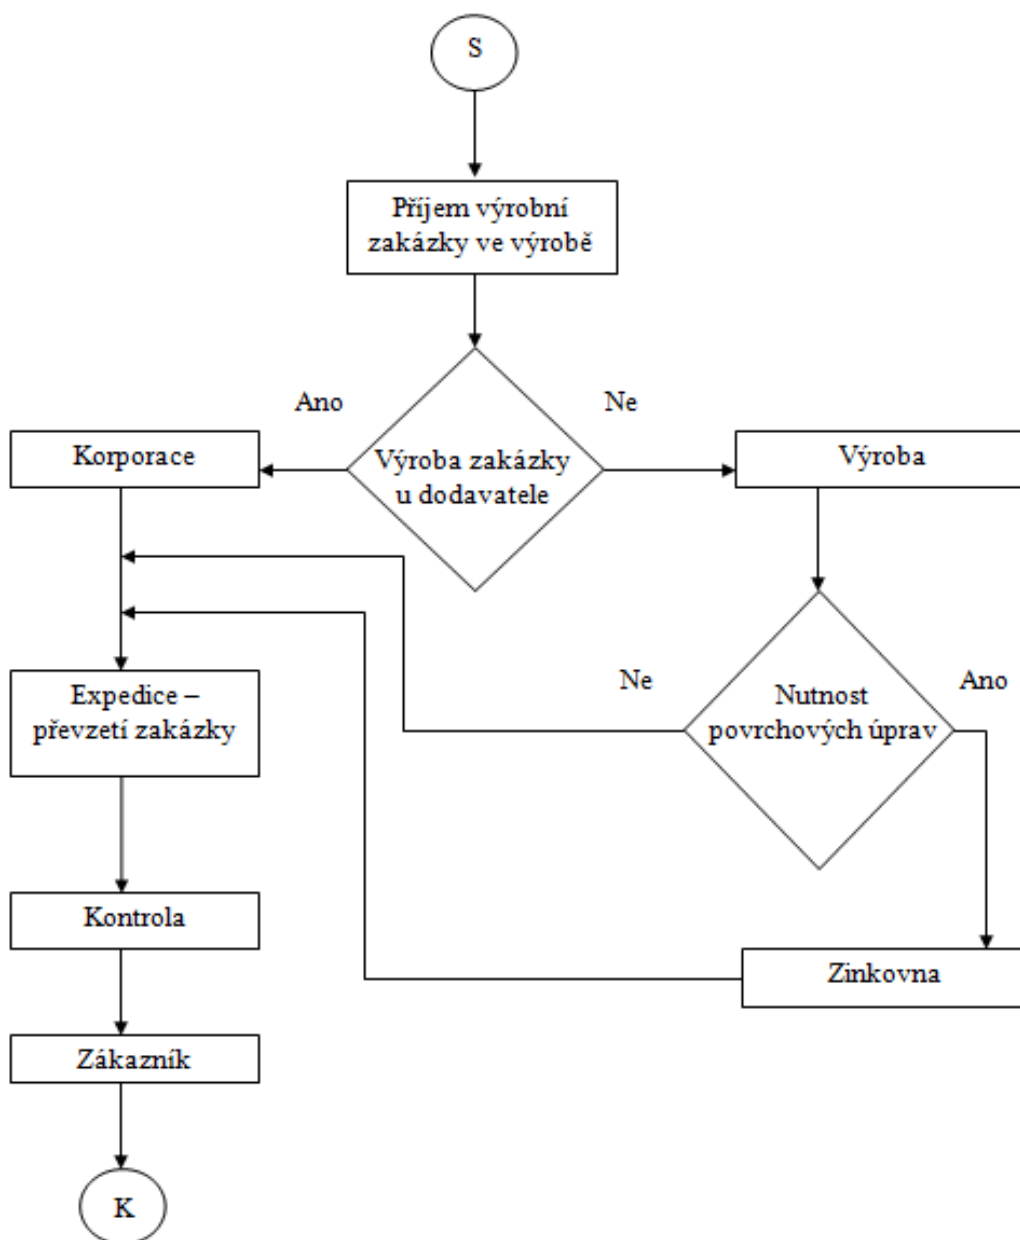 S
Příjem výrobní
zakázky ve výrobě
Ano
Ne
Korporace
Výroba zakázky
u dodavatele
Výroba
Expedice –
převzetí zakázky
Ne
Nutnost
povrchových úprav
Ano
Kontrola
Zinkovna
Zákazník
K